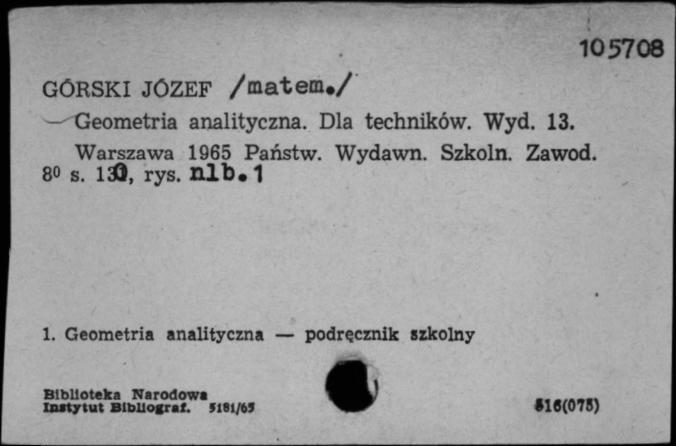 105708
GÓRSKI JÓZEF /matem./
Geometria analityczna. Dla techników. Wyd. 13.
Warszawa 1965 Państw. Wydawn. Szkoln. Zawod.
8⁰ s. 130, rys. nlb. 1
1. Geometria analityczna — podręcznik szkolny
Biblioteka Narodowa
Instytut Bibliograf. 5181/65
516(075)